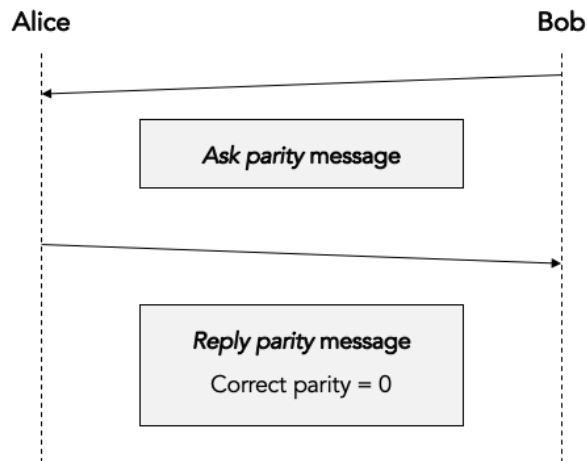 Alice
Bob
Ask parity message
Reply parity message
Correct parity = 0